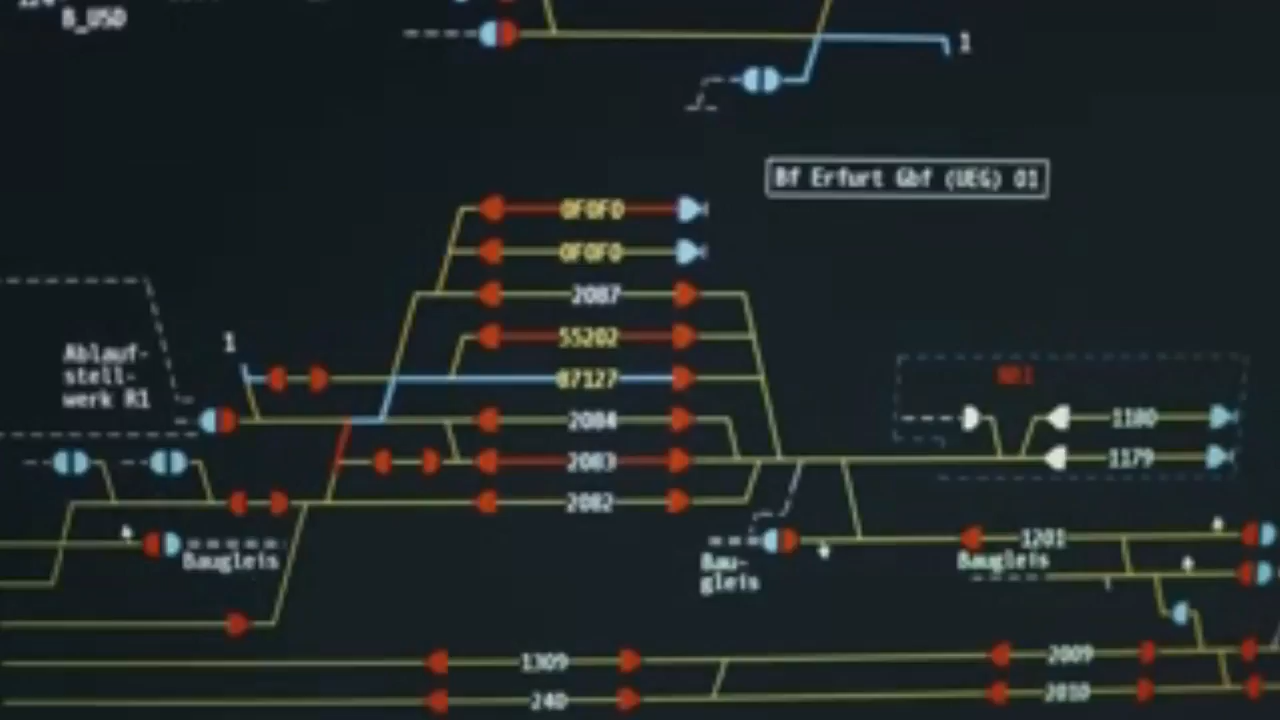 B_USD
1
Bf Erfurt Gbf (UEG) 01
0F0FD
0F0F0
2087
1
55202
Ablauf-
stell-
werk R1
87127
2084
1180
2083
1179
2082
1201
Baugleis
Bau-
gleis
Baugleis
1309
2009
240
2010